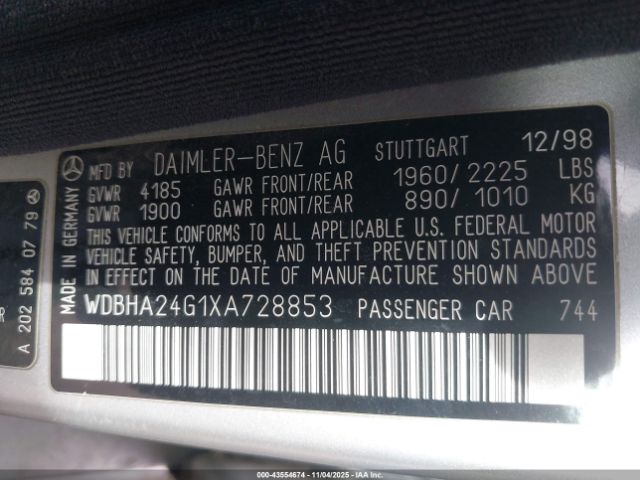 MFD BY DAIMLER-BENZ AG STUTTGART 12/98
GVWR 4185 GAWR FRONT/REAR 1960/2225 LBS
GVWR 1900 GAWR FRONT/REAR 890/1010 KG
THIS VEHICLE CONFORMS TO ALL APPLICABLE U.S. FEDERAL MOTOR
VEHICLE SAFETY, BUMPER, AND THEFT PREVENTION STANDARDS
IN EFFECT ON THE DATE OF MANUFACTURE SHOWN ABOVE
WDBHA24G1XA728853 PASSENGER CAR 744
MADE IN GERMANY
A 202 584 07 79
000-43554674 11/04/2025 IAAI.COM